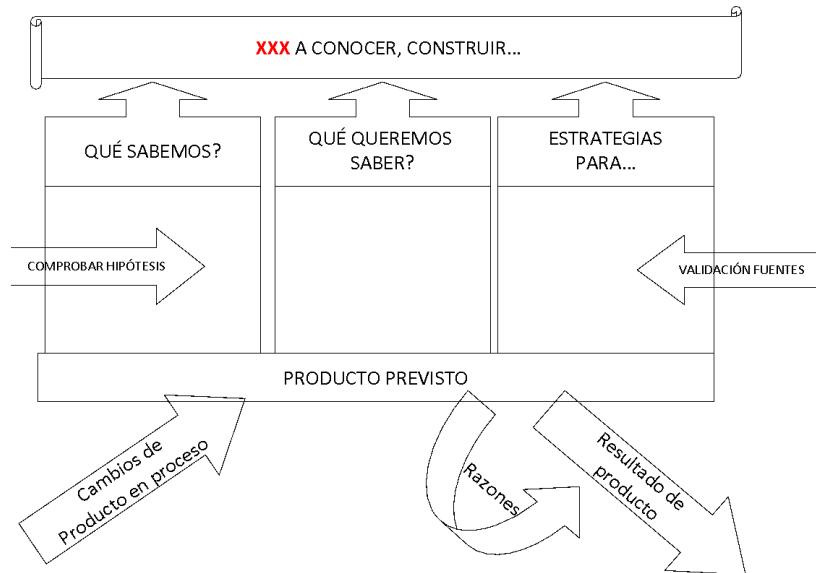 XXX A CONOCER, CONSTRUIR...
QUÉ SABEMOS?
QUÉ QUEREMOS
SABER?
ESTRATEGIAS
PARA...
COMPROBAR HIPÓTESIS
VALIDACIÓN FUENTES
PRODUCTO PREVISTO
Cambios de
Producto en proceso
Razones
Resultado de
producto